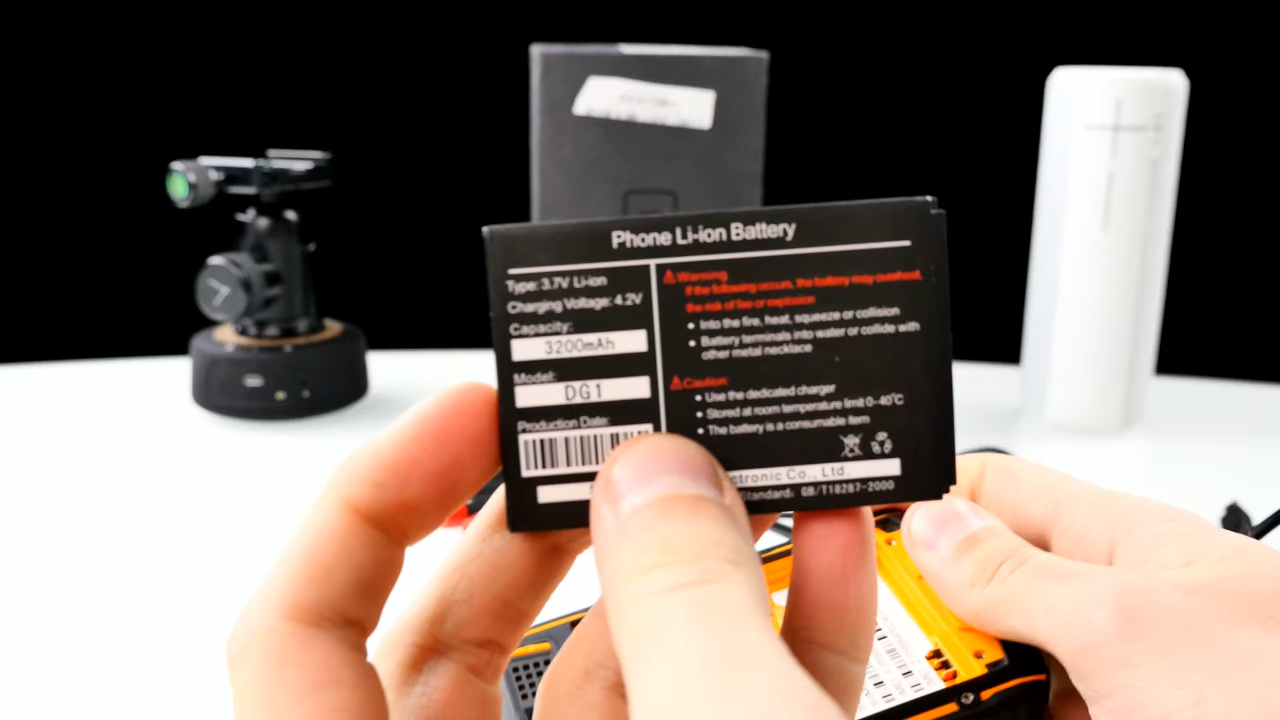 Phone Li-ion Battery
Type: 3.7V Li-ion
Charging Voltage: 4.2V
Capacity:
3200mAh
Model:
DG1
Production Date:
Warning
If the following occurs, the battery may overheat,
the risk of fire or explosion
• Into the fire, heat, squeeze or collision
• Battery terminals into water or collide with
other metal necklace
Caution:
• Use the dedicated charger
• Stored at room temperature limit 0~40℃
• The battery is a consumable item
ctronic Co., Ltd.
Standard: GB/T18287-2000